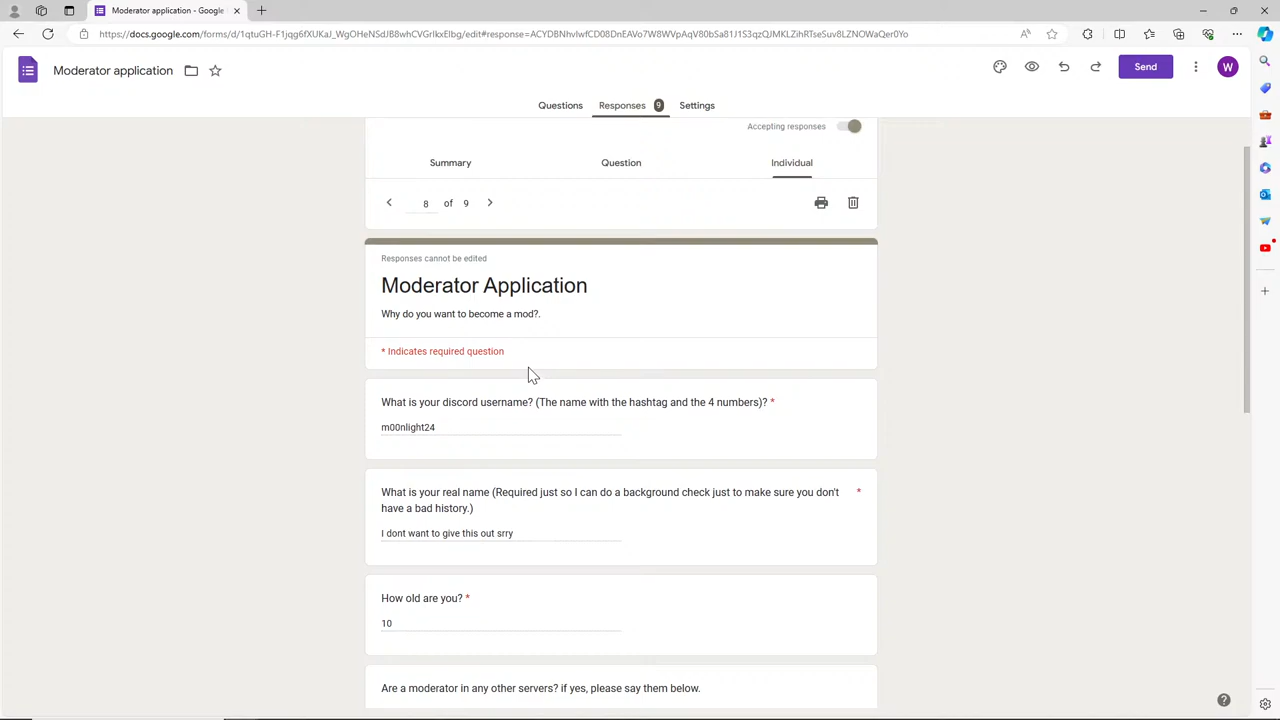 Moderator application - Google
https://docs.google.com/forms/d/1qtuGH-F1jqg6fXUKaJ_WgOHeNSdJB8whCVGrIkxElbg/edit#response=ACYDBNhvIwfCD08DnEAVo7W8WVpAqV80bSa81J1S3qzQJMKLZihRTseSuv8LZNOWaQer0Yo
Moderator application
Send
W
Questions
Responses 9
Settings
Accepting responses
Summary
Question
Individual
8 of 9
Responses cannot be edited
Moderator Application
Why do you want to become a mod?.
* Indicates required question
What is your discord username? (The name with the hashtag and the 4 numbers)? *
m00nlight24
What is your real name (Required just so I can do a background check just to make sure you don't *
have a bad history.)
I dont want to give this out srry
How old are you? *
10
Are a moderator in any other servers? if yes, please say them below.